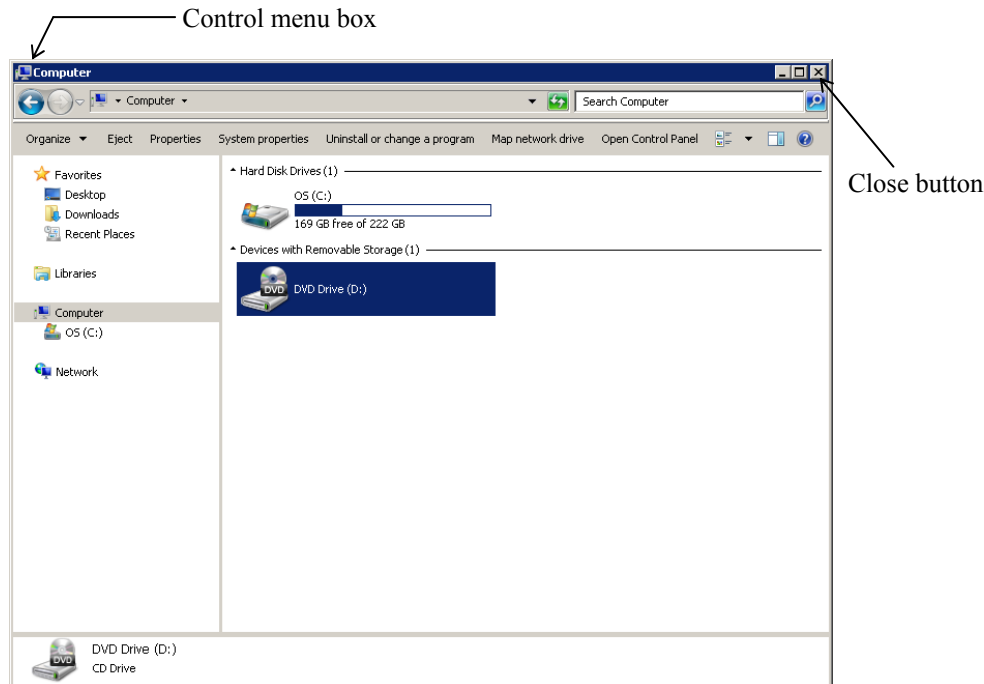 Control menu box
Computer
Computer
Search Computer
Organize Eject Properties System properties Uninstall or change a program Map network drive Open Control Panel
Close button
Favorites
Desktop
Downloads
Recent Places
Libraries
Computer
OS (C:)
Network
Hard Disk Drives (1)
OS (C:)
169 GB free of 222 GB
Devices with Removable Storage (1)
DVD
DVD Drive (D:)
DVD
DVD Drive (D:)
CD Drive